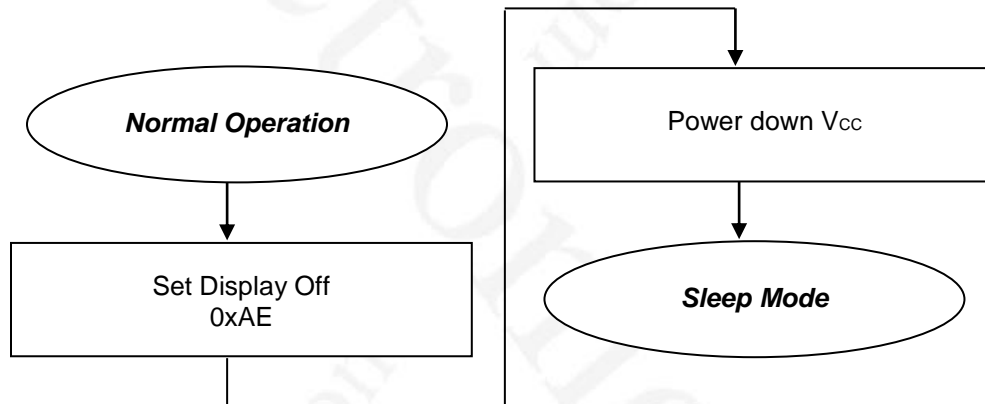 Normal Operation
Set Display Off
0xAE
Power down VCC
Sleep Mode